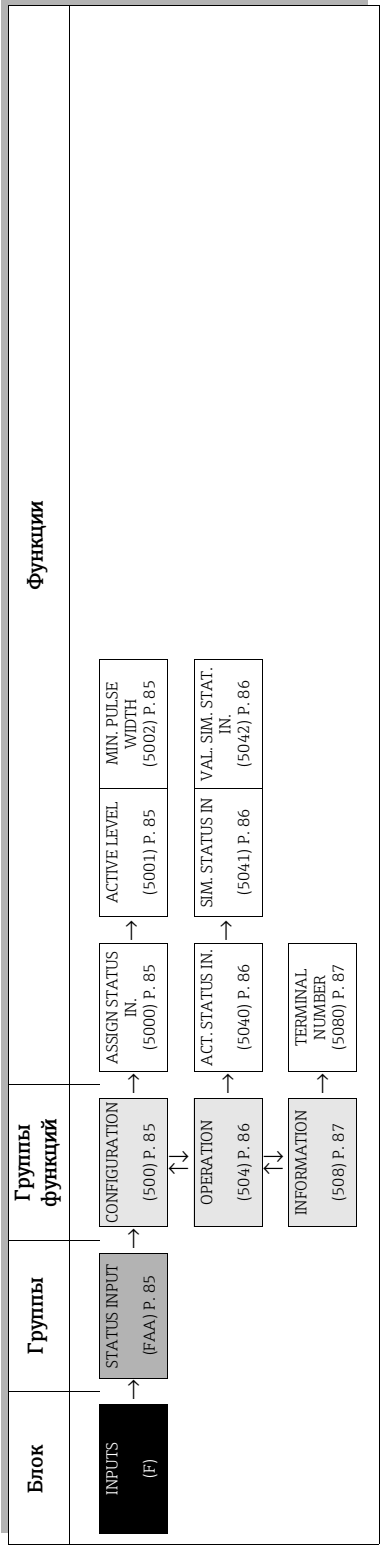 Блок
Группы
Группы
функций
Функции
INPUTS
(F)
STATUS INPUT
(FAA) P. 85
CONFIGURATION
(500) P. 85
ASSIGN STATUS
IN.
(5000) P. 85
ACTIVE LEVEL
(5001) P. 85
MIN. PULSE
WIDTH
(5002) P. 85
OPERATION
(504) P. 86
ACT. STATUS IN.
(5040) P. 86
SIM. STATUS IN
(5041) P. 86
VAL. SIM. STAT.
IN.
(5042) P. 86
INFORMATION
(508) P. 87
TERMINAL
NUMBER
(5080) P. 87